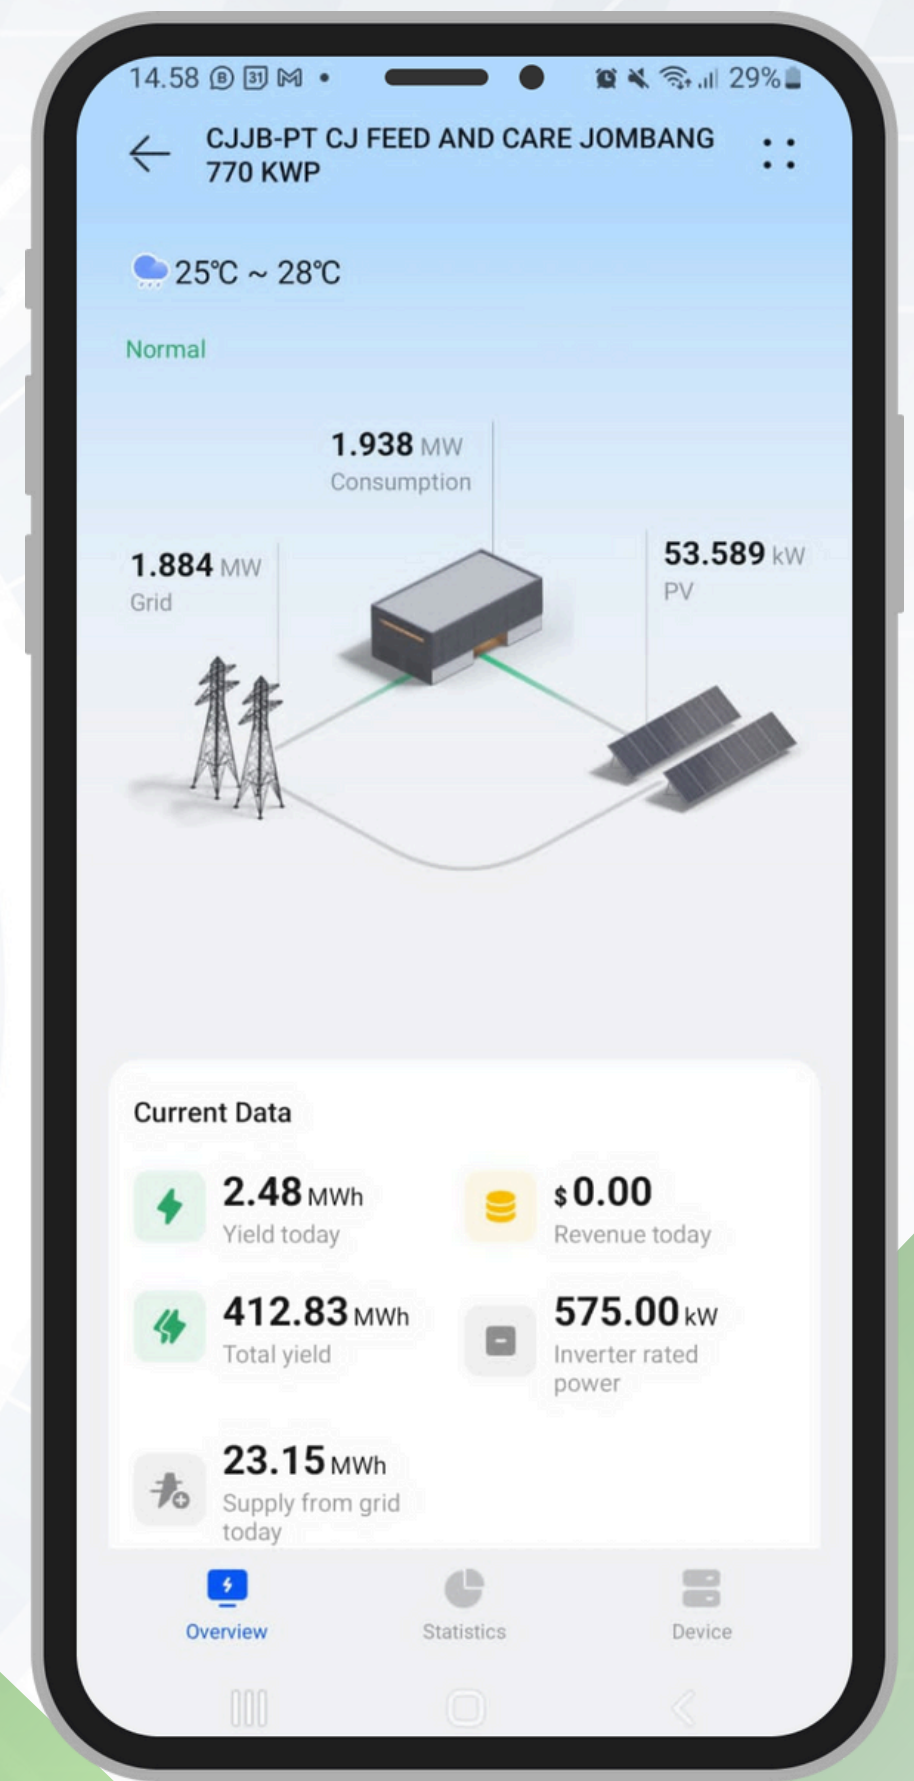 14.58 31 29%
CJJB-PT CJ FEED AND CARE JOMBANG
770 KWP
25℃ ~ 28℃
Normal
1.938 MW
Consumption
1.884 MW
Grid
53.589 kW
PV
Current Data
2.48 MWh
Yield today
$ 0.00
Revenue today
412.83 MWh
Total yield
575.00 kW
Inverter rated
power
23.15 MWh
Supply from grid
today
Overview
Statistics
Device